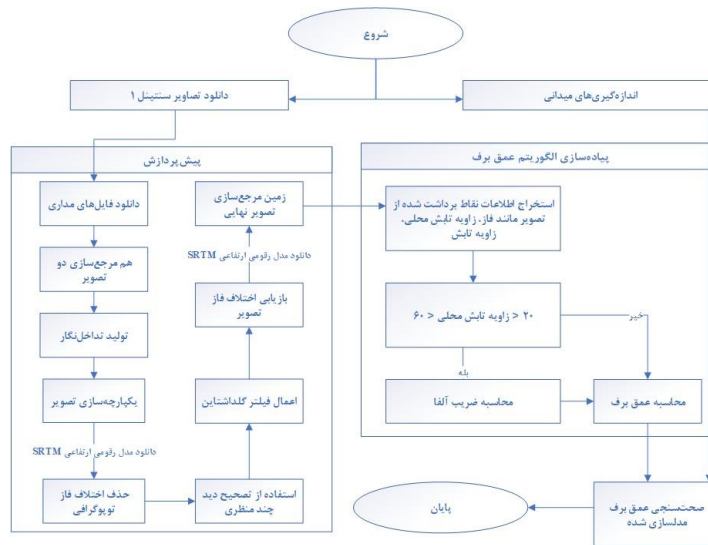 شروع
دانلود تصاویر سنتینل ۱
اندازه‌گیری‌های میدانی
پیش‌پردازش
دانلود فایل‌های مداری
هم مرجع‌سازی دو
تصویر
تولید تداخل‌نگار
یکپارچه‌سازی تصویر
دانلود مدل رقومی ارتفاعی SRTM
حذف اختلاف فاز
توپوگرافی
استفاده از تصحیح دید
چند منظری
اعمال فیلتر گلداشتاین
بازیابی اختلاف فاز
تصویر
دانلود مدل رقومی ارتفاعی SRTM
زمین مرجع‌سازی
تصویر نهایی
پیاده‌سازی الگوریتم عمق برف
استخراج اطلاعات نقاط برداشت شده از
تصویر مانند فاز، زاویه تابش محلی،
زاویه تابش
۲۰ < زاویه تابش محلی < ۶۰
خیر
بله
محاسبه ضریب آلفا
محاسبه عمق برف
صحت‌سنجی عمق برف
مدلسازی شده
پایان